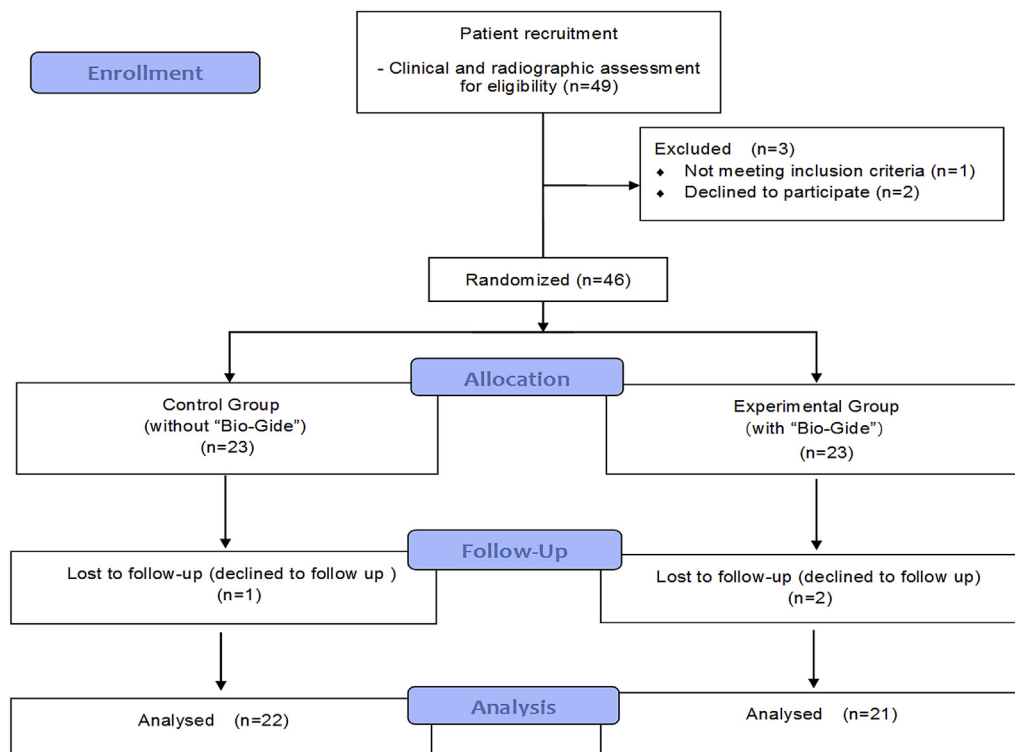 Enrollment
Patient recruitment
- Clinical and radiographic assessment
for eligibility (n=49)
Excluded (n=3)
◆ Not meeting inclusion criteria (n=1)
◆ Declined to participate (n=2)
Randomized (n=46)
Allocation
Control Group
(without “Bio-Gide”)
(n=23)
Experimental Group
(with “Bio-Gide”)
(n=23)
Follow-Up
Lost to follow-up (declined to follow up )
(n=1)
Lost to follow-up (declined to follow up)
(n=2)
Analysis
Analysed (n=22)
Analysed (n=21)